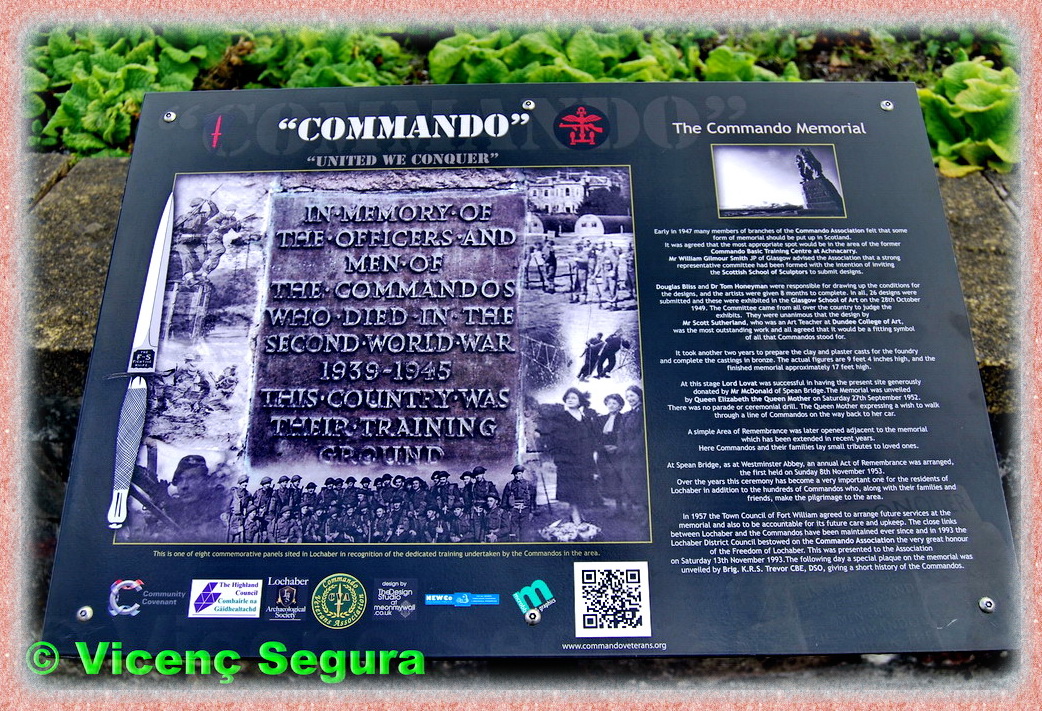 “COMMANDO”
“UNITED WE CONQUER”
IN·MEMORY·OF
THE·OFFICERS·AND
MEN·OF
THE·COMMANDOS
WHO·DIED·IN·THE
SECOND·WORLD·WAR
1939-1945
THIS·COUNTRY·WAS
THEIR·TRAINING
GROUND
This is one of eight commemorative panels sited in Lochaber in recognition of the dedicated training undertaken by the Commandos in the area.
The Commando Memorial
Early in 1947 many members of branches of the Commando Association felt that some
form of memorial should be put up in Scotland.
It was agreed that the most appropriate spot would be in the area of the former
Commando Basic Training Centre at Achnacarry.
Mr William Gilmour Smith JP of Glasgow advised the Association that a strong
representative committee had been formed with the intention of inviting
the Scottish School of Sculptors to submit designs.
Douglas Bliss and Dr Tom Honeyman were responsible for drawing up the conditions for
the designs, and the artists were given 8 months to complete. In all, 26 designs were
submitted and these were exhibited in the Glasgow School of Art on the 28th October
1949. The Committee came from all over the country to judge the
exhibits. They were unanimous that the design by
Mr Scott Sutherland, who was an Art Teacher at Dundee College of Art,
was the most outstanding work and all agreed that it would be a fitting symbol
of all that Commandos stood for.
It took another two years to prepare the clay and plaster casts for the foundry
and complete the castings in bronze. The actual figures are 9 feet 4 inches high, and the
finished memorial approximately 17 feet high.
At this stage Lord Lovat was successful in having the present site generously
donated by Mr McDonald of Spean Bridge.The Memorial was unveiled
by Queen Elizabeth the Queen Mother on Saturday 27th September 1952.
There was no parade or ceremonial drill. The Queen Mother expressing a wish to walk
through a line of Commandos on the way back to her car.
A simple Area of Remembrance was later opened adjacent to the memorial
which has been extended in recent years.
Here Commandos and their families lay small tributes to loved ones.
At Spean Bridge, as at Westminster Abbey, an annual Act of Remembrance was arranged,
the first held on Sunday 8th November 1953.
Over the years this ceremony has become a very important one for the residents of
Lochaber in addition to the hundreds of Commandos who, along with their families and
friends, make the pilgrimage to the area.
In 1957 the Town Council of Fort William agreed to arrange future services at the
memorial and also to be accountable for its future care and upkeep. The close links
between Lochaber and the Commandos have been maintained ever since and in 1993 the
Lochaber District Council bestowed on the Commando Association the very great honour
of the Freedom of Lochaber. This was presented to the Association
on Saturday 13th November 1993.The following day a special plaque on the memorial was
unveiled by Brig. K.R.S. Trevor CBE, DSO, giving a short history of the Commandos.
Community
Covenant
The Highland
Council
Comhairle na
Gàidhealtachd
Lochaber
Archaeological
Society
Commando
CVA
Veterans Association
design by
TheDesign
Studio
at
meonmywall
.co.uk
m
graphics
www.commandoveterans.org
© Vicenç Segura